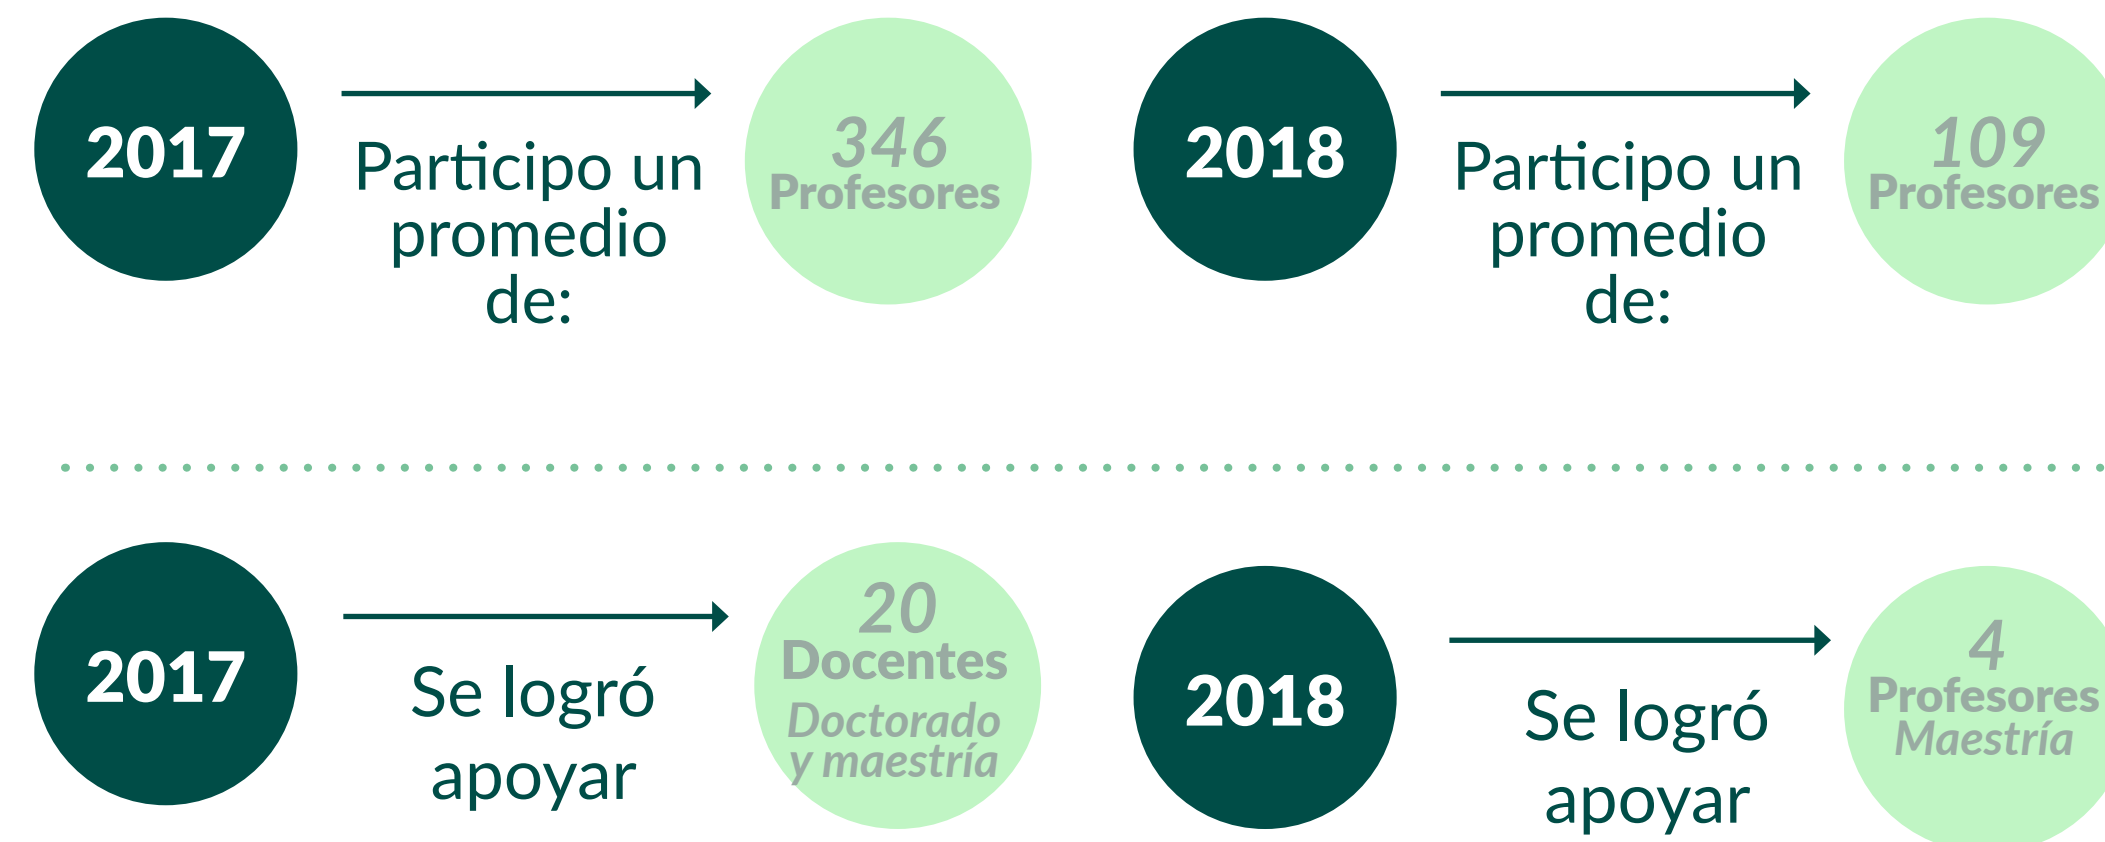 2017
Participo un
promedio
de:
346
Profesores
2018
Participo un
promedio
de:
109
Profesores
2017
Se logró
apoyar
20
Docentes
Doctorado
y maestría
2018
Se logró
apoyar
4
Profesores
Maestría